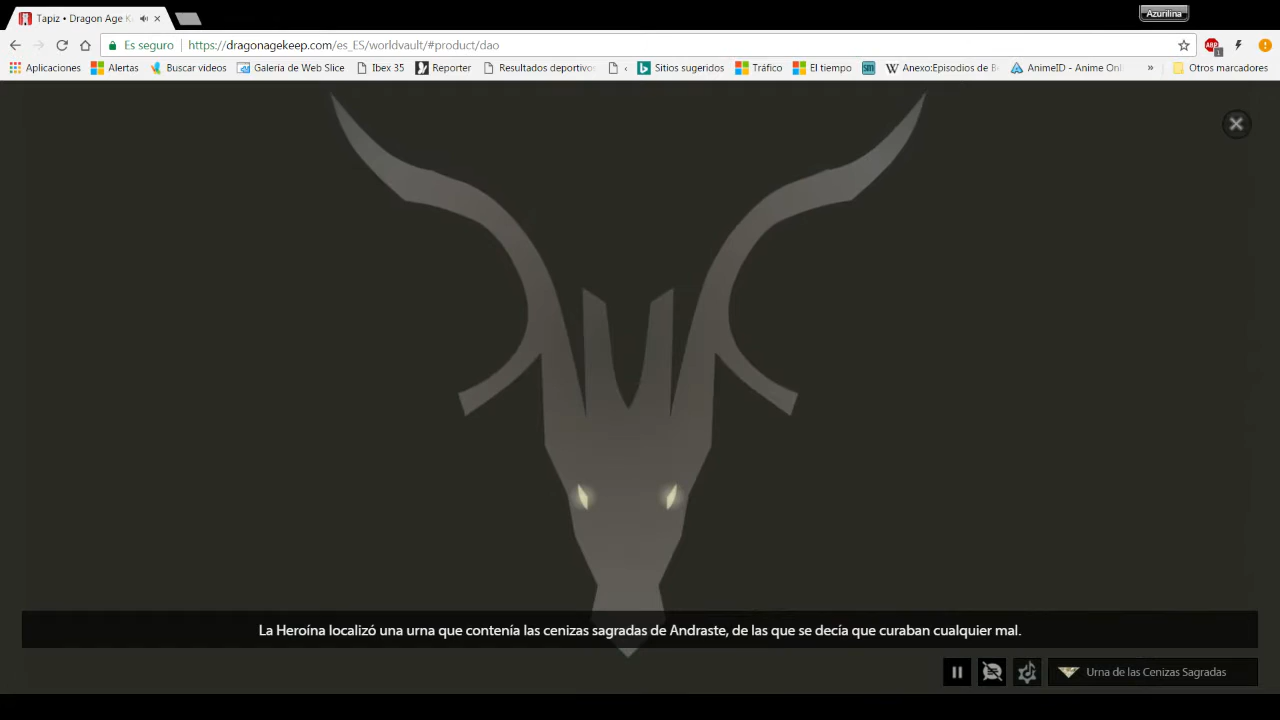 Tapiz • Dragon Age K
Azurilina
Es seguro
https://dragonagekeep.com/es_ES/worldvault/#product/dao
ABP
1
Aplicaciones
Alertas
Buscar videos
Galería de Web Slice
Ibex 35
Reporter
Resultados deportivo
Sitios sugeridos
Tráfico
El tiempo
Anexo:Episodios de
AnimeID - Anime Onl
»
Otros marcadores
La Heroína localizó una urna que contenía las cenizas sagradas de Andraste, de las que se decía que curaban cualquier mal.
Urna de las Cenizas Sagradas